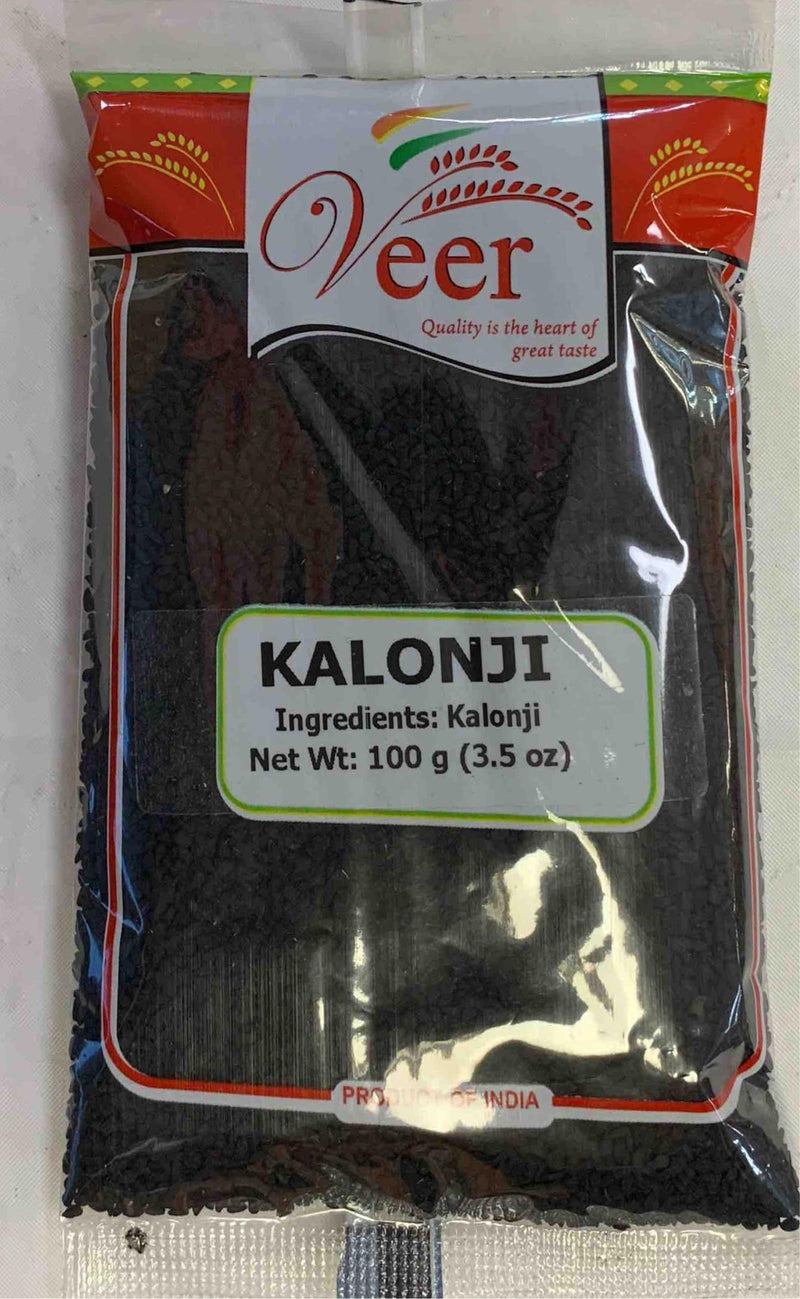 Veer
Quality is the heart of
great taste
KALONJI
Ingredients: Kalonji
Net Wt: 100 g (3.5 oz)
PRODUCT OF INDIA